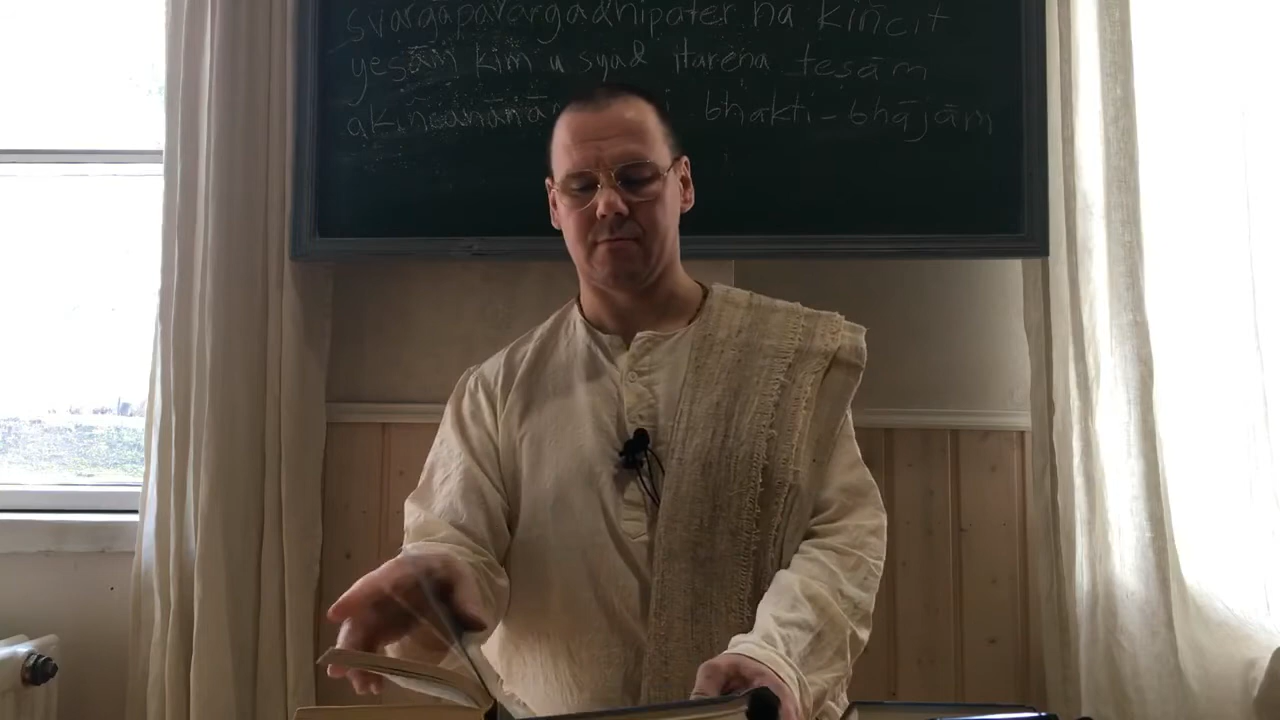 svargāpavargādhipater na kiñcit
yeṣāṁ kim u syād itareṇa teṣām
akiñcanānāṁ bhakti-bhājām